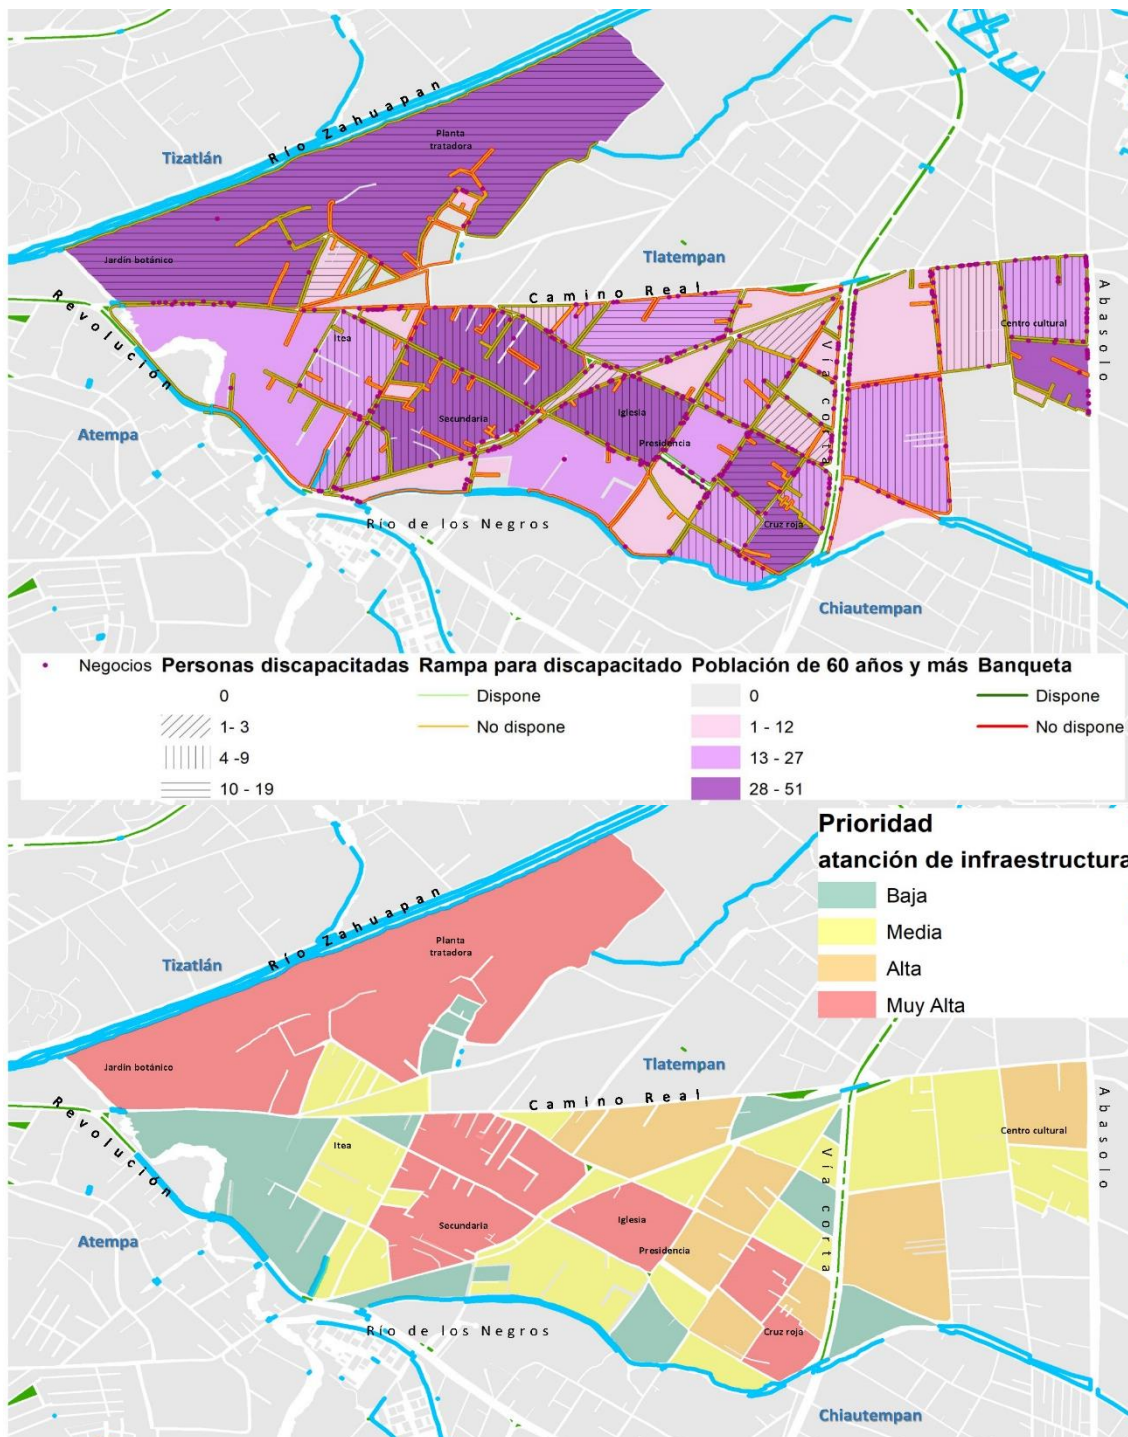 Río Zahuapan
Planta
tratadora
Tizatlán
Jardín botánico
Tlatempan
Camino Real
Revolución
Abasolo
Centro cultural
Itea
Vía corta
Secundaria
Iglesia
Presidencia
Atempa
Cruz roja
Río de los Negros
Chiautempan
Negocios
Personas discapacitadas
0
1- 3
4 -9
10 - 19
Rampa para discapacitado
Dispone
No dispone
Población de 60 años y más
0
1 - 12
13 - 27
28 - 51
Banqueta
Dispone
No dispone
Prioridad
atanción de infraestructura
Baja
Media
Alta
Muy Alta
Río Zahuapan
Planta
tratadora
Tizatlán
Jardín botánico
Tlatempan
Camino Real
Revolución
Abasolo
Centro cultural
Itea
Vía corta
Secundaria
Iglesia
Presidencia
Atempa
Cruz roja
Río de los Negros
Chiautempan